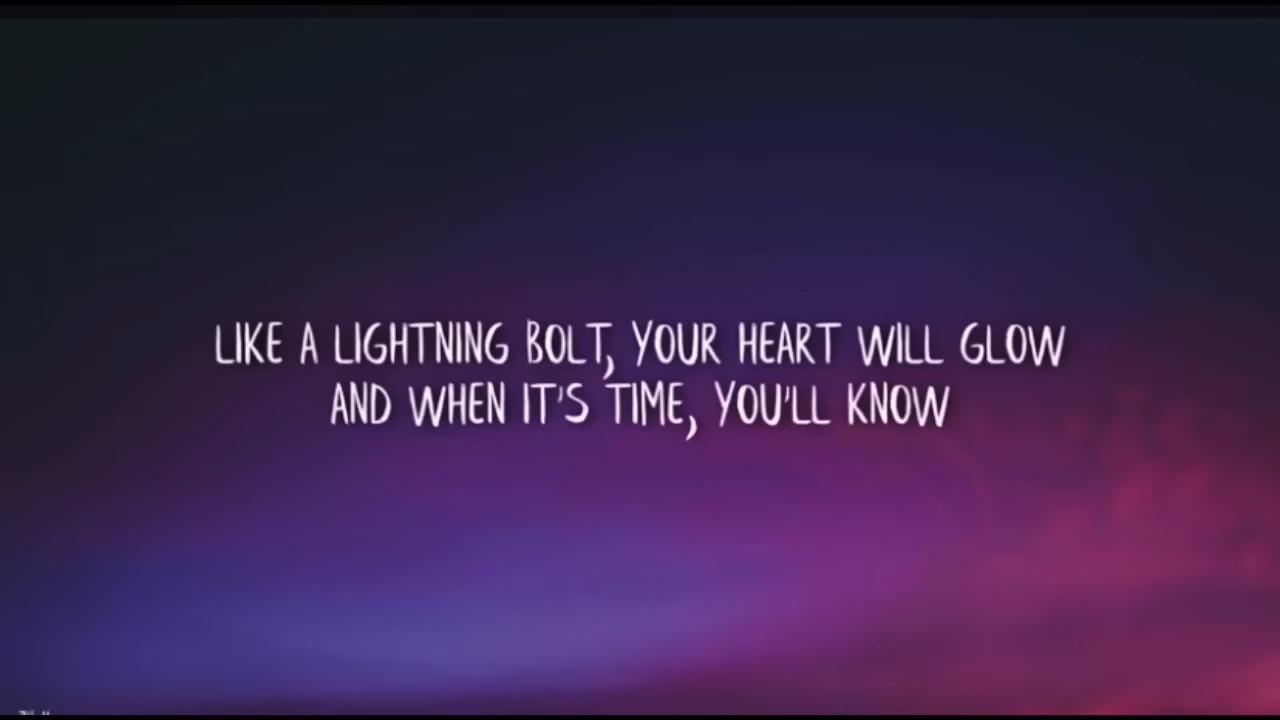 LIKE A LIGHTNING BOLT, YOUR HEART WILL GLOW
AND WHEN IT'S TIME, YOU'LL KNOW